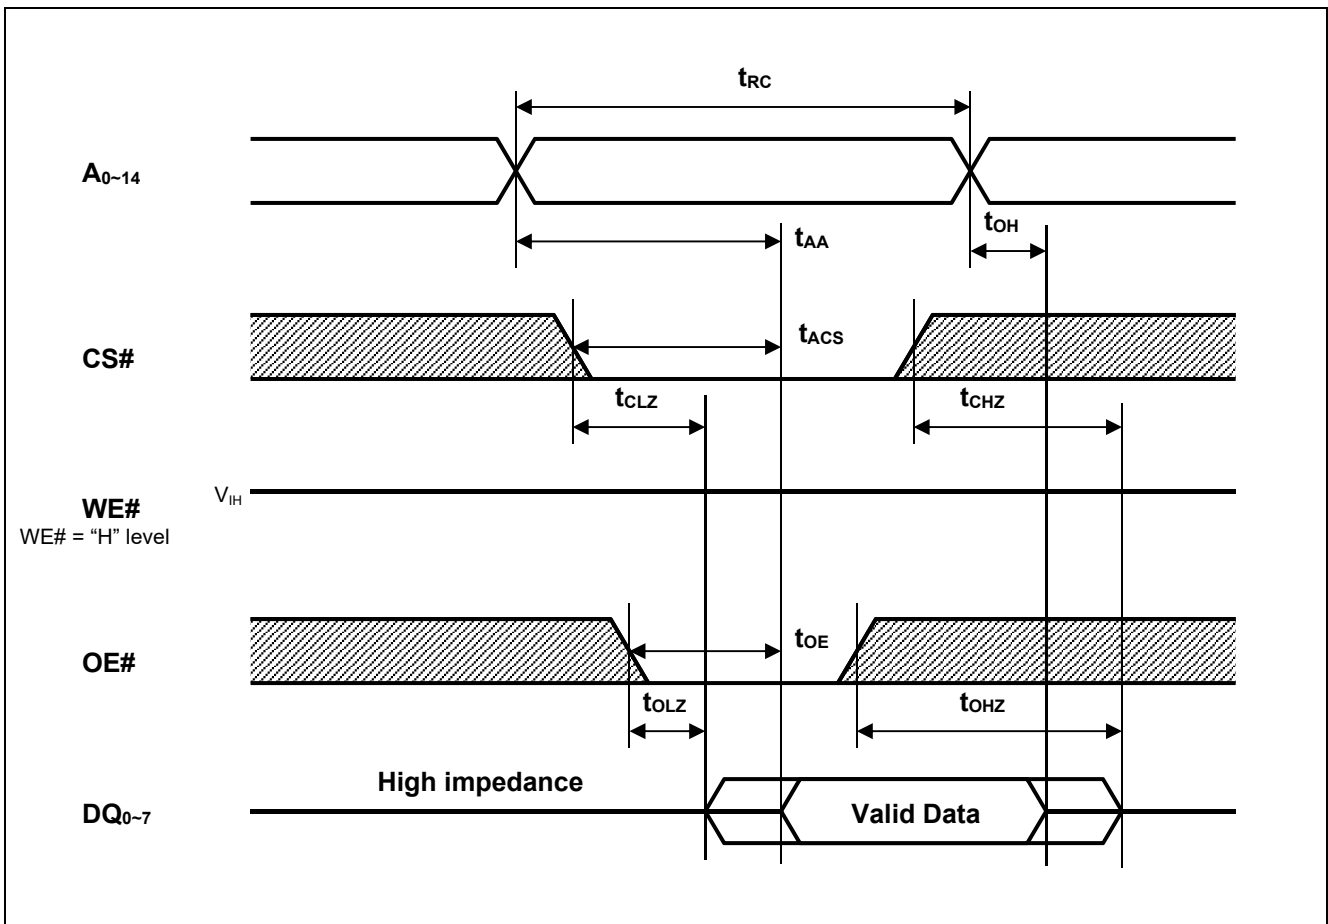 tRC
A0~14
tOH
tAA
tACS
CS#
tCLZ
tCHZ
VIH
WE#
WE# = “H” level
tOE
OE#
tOLZ
tOHZ
High impedance
DQ0~7
Valid Data